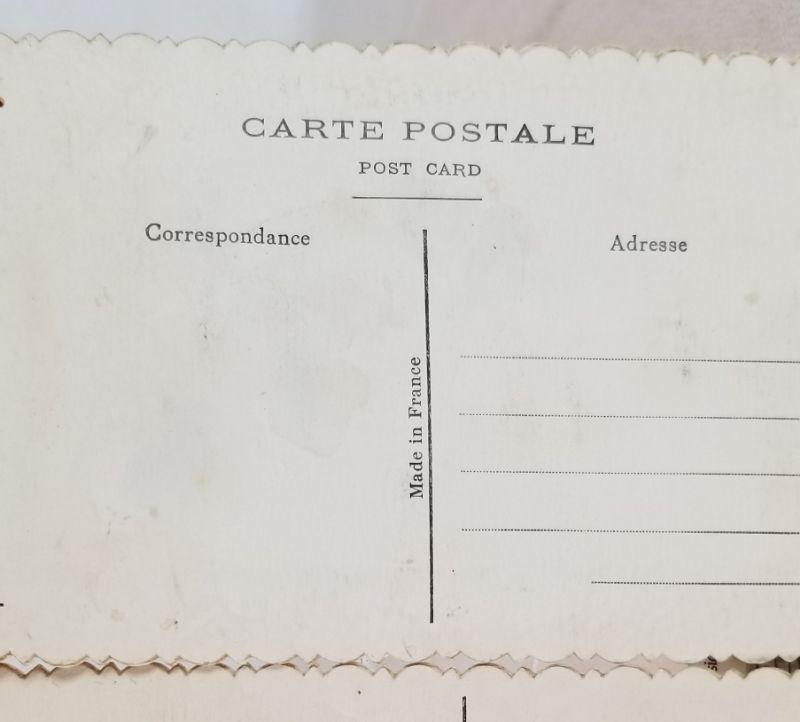 CARTE POSTALE
POST CARD
Correspondance
Adresse
Made in France